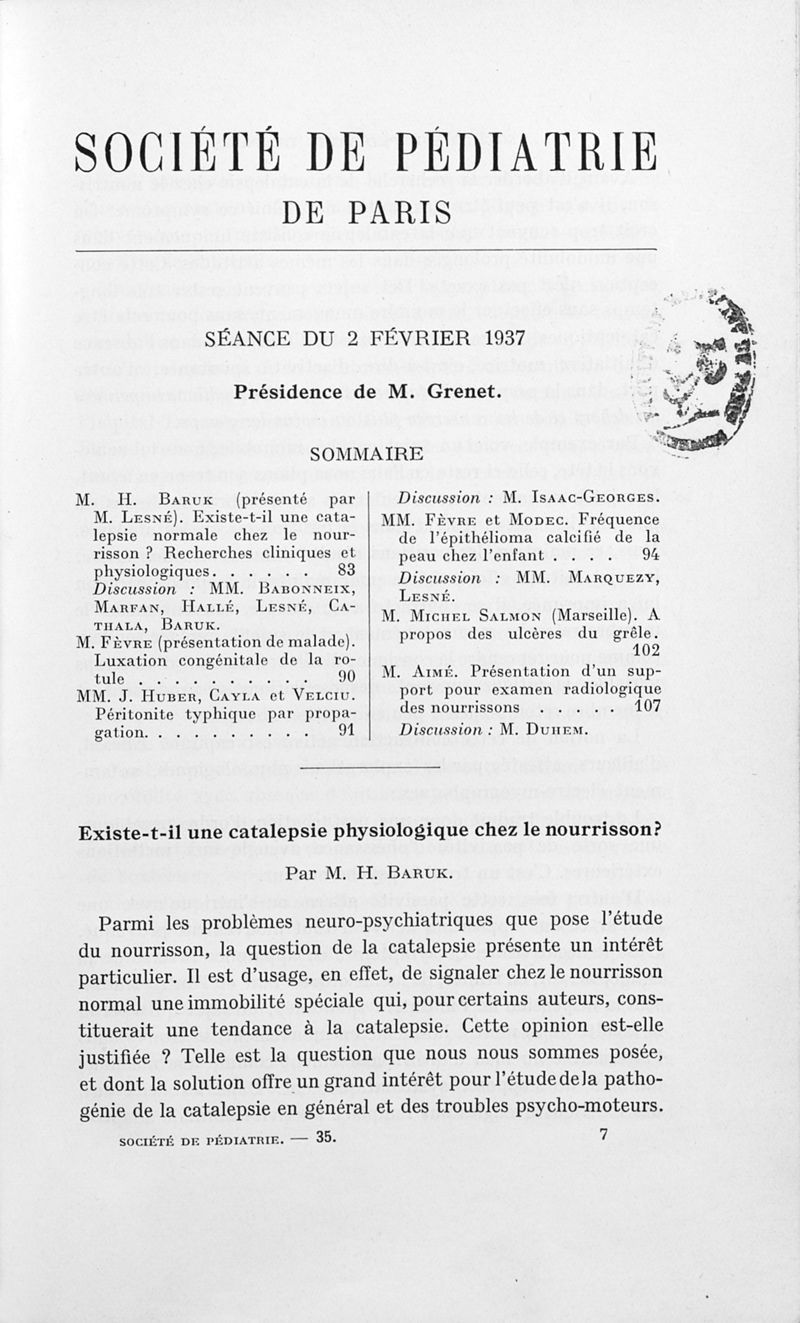 SOCIÉTÉ DE PÉDIATRIE
DE PARIS
SÉANCE DU 2 FÉVRIER 1937
Présidence de M. Grenet.
SOMMAIRE
M. H. BARUK (présenté par
M. LESNÉ). Existe-t-il une cata-
lepsie normale chez le nour-
risson ? Recherches cliniques et
physiologiques. . . . . . 83
Discussion : MM. BABONNEIX,
MARFAN, HALLÉ, LESNÉ, CA-
THALA, BARUK.
M. FÈVRE (présentation de malade).
Luxation congénitale de la ro-
tule . . . . . . . . . . 90
MM. J. HUBER, CAYLA et VELCIU.
Péritonite typhique par propa-
gation. . . . . . . . . . 91
Discussion : M. ISAAC-GEORGES.
MM. FÈVRE et MODEC. Fréquence
de l'épithélioma calcifié de la
peau chez l'enfant . . . . 94
Discussion : MM. MARQUEZY,
LESNÉ.
M. MICHEL SALMON (Marseille). A
propos des ulcères du grêle.
102
M. AIMÉ. Présentation d'un sup-
port pour examen radiologique
des nourrissons . . . . . 107
Discussion : M. DUHEM.
Existe-t-il une catalepsie physiologique chez le nourrisson?
Par M. H. BARUK.
Parmi les problèmes neuro-psychiatriques que pose l'étude
du nourrisson, la question de la catalepsie présente un intérêt
particulier. Il est d'usage, en effet, de signaler chez le nourrisson
normal une immobilité spéciale qui, pour certains auteurs, cons-
tituerait une tendance à la catalepsie. Cette opinion est-elle
justifiée ? Telle est la question que nous nous sommes posée,
et dont la solution offre un grand intérêt pour l'étude de la patho-
génie de la catalepsie en général et des troubles psycho-moteurs.
SOCIÉTÉ DE PÉDIATRIE. — 35. 7